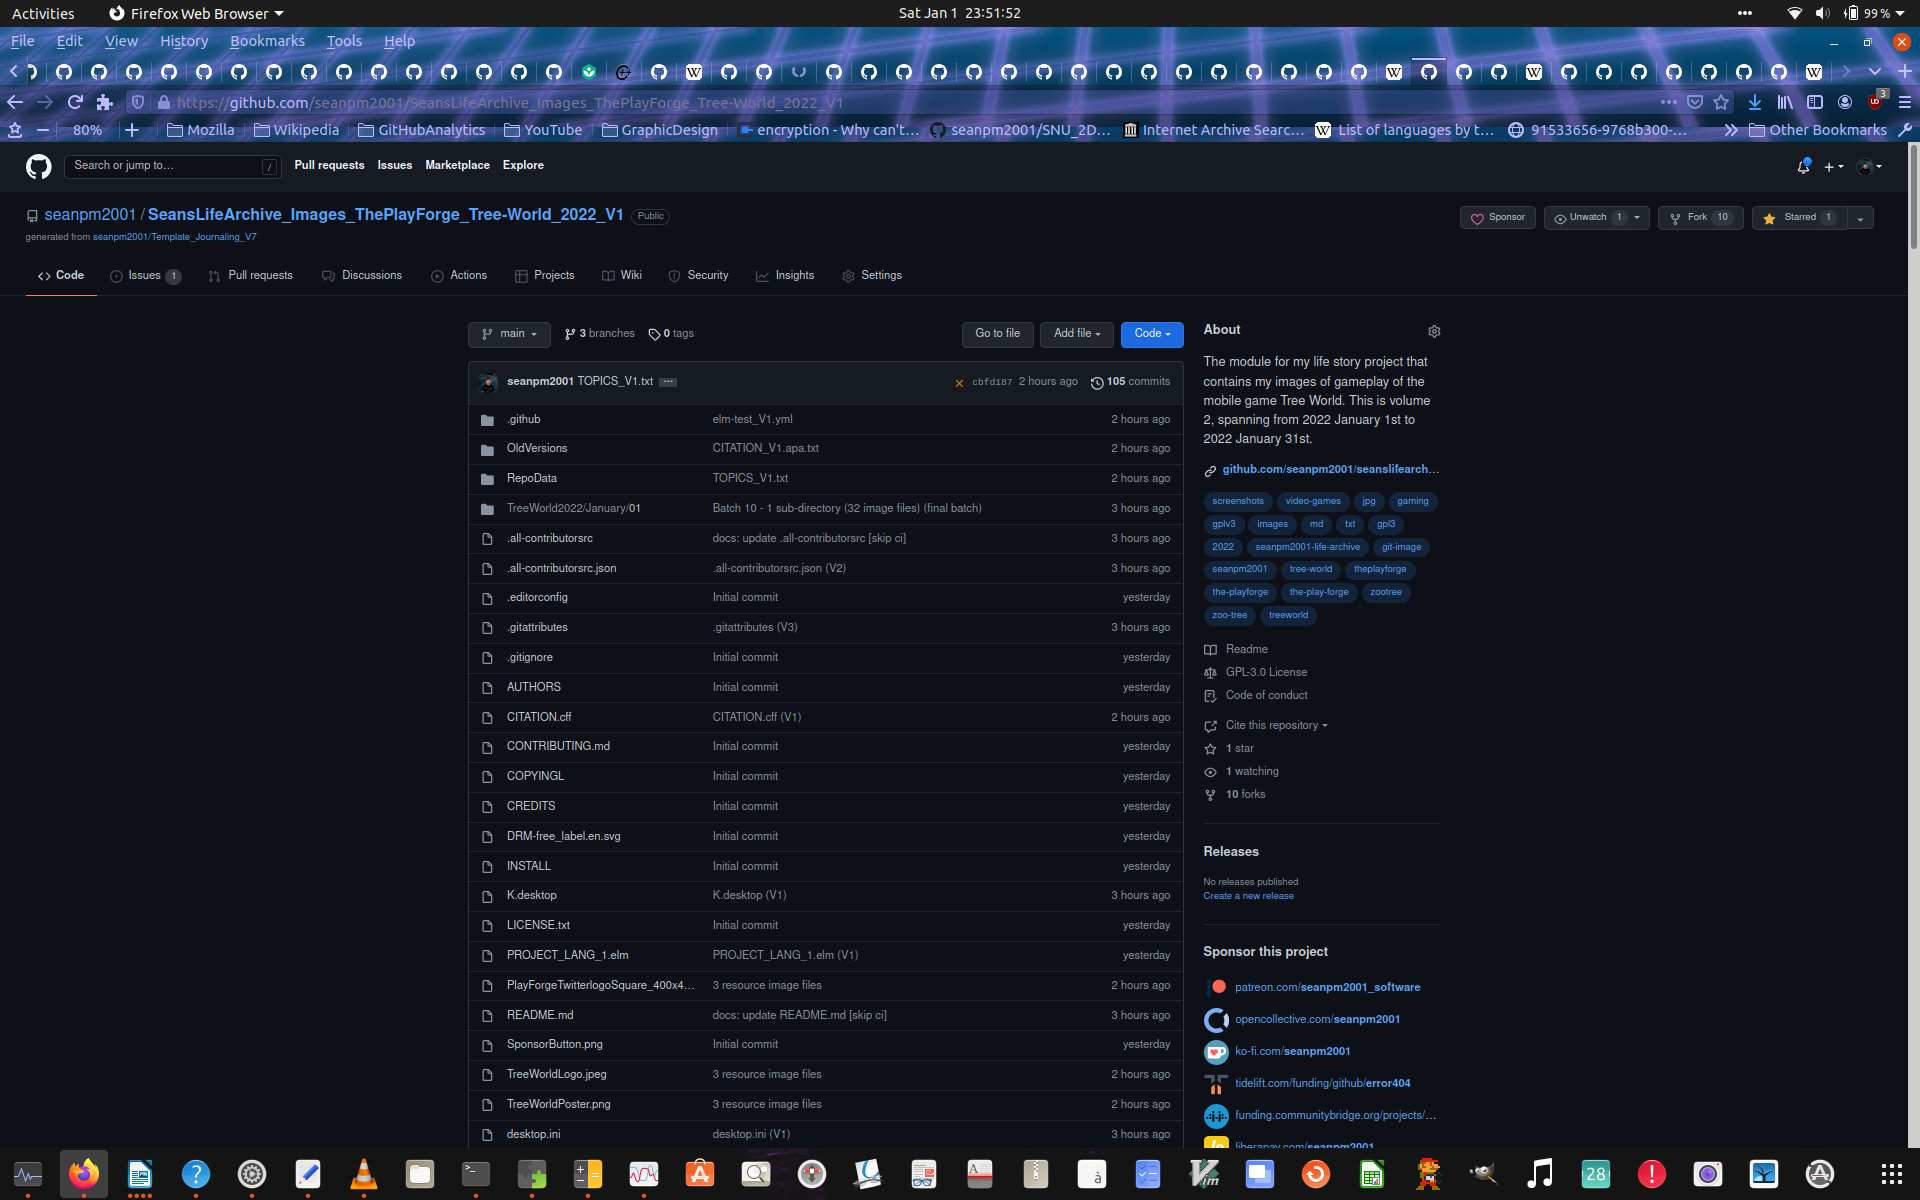 Activities
Firefox Web Browser
Sat Jan 1 23:51:52
99 %
File Edit View History Bookmarks Tools Help
https://github.com/seanpm2001/SeansLifeArchive_Images_ThePlayForge_Tree-World_2022_V1
3
80%
Mozilla
Wikipedia
GitHubAnalytics
YouTube
GraphicDesign
encryption - Why can't…
seanpm2001/SNU_2D…
Internet Archive Searc…
List of languages by t…
91533656-9768b300-…
Other Bookmarks
Search or jump to…
/
Pull requests Issues Marketplace Explore
seanpm2001 / SeansLifeArchive_Images_ThePlayForge_Tree-World_2022_V1
Public
generated from seanpm2001/Template_Journaling_V7
Sponsor
Unwatch 1
Fork 10
Starred 1
Code
Issues 1
Pull requests
Discussions
Actions
Projects
Wiki
Security
Insights
Settings
main
3 branches
0 tags
Go to file
Add file
Code
seanpm2001 TOPICS_V1.txt
cbfd187 2 hours ago
105 commits
.github elm-test_V1.yml 2 hours ago
OldVersions CITATION_V1.apa.txt 2 hours ago
RepoData TOPICS_V1.txt 2 hours ago
TreeWorld2022/January/01 Batch 10 - 1 sub-directory (32 image files) (final batch) 3 hours ago
.all-contributorsrc docs: update .all-contributorsrc [skip ci] 3 hours ago
.all-contributorsrc.json .all-contributorsrc.json (V2) 3 hours ago
.editorconfig Initial commit yesterday
.gitattributes .gitattributes (V3) 3 hours ago
.gitignore Initial commit yesterday
AUTHORS Initial commit yesterday
CITATION.cff CITATION.cff (V1) 2 hours ago
CONTRIBUTING.md Initial commit yesterday
COPYINGL Initial commit yesterday
CREDITS Initial commit yesterday
DRM-free_label.en.svg Initial commit yesterday
INSTALL Initial commit yesterday
K.desktop K.desktop (V1) 3 hours ago
LICENSE.txt Initial commit yesterday
PROJECT_LANG_1.elm PROJECT_LANG_1.elm (V1) yesterday
PlayForgeTwitterlogoSquare_400x4… 3 resource image files 2 hours ago
README.md docs: update README.md [skip ci] 3 hours ago
SponsorButton.png Initial commit yesterday
TreeWorldLogo.jpeg 3 resource image files 2 hours ago
TreeWorldPoster.png 3 resource image files 2 hours ago
desktop.ini desktop.ini (V1) 3 hours ago
About
The module for my life story project that
contains my images of gameplay of the
mobile game Tree World. This is volume
2, spanning from 2022 January 1st to
2022 January 31st.
github.com/seanpm2001/seanslifearch…
screenshots video-games jpg gaming
gplv3 images md txt gpl3
2022 seanpm2001-life-archive git-image
seanpm2001 tree-world theplayforge
the-playforge the-play-forge zootree
zoo-tree treeworld
Readme
GPL-3.0 License
Code of conduct
Cite this repository
1 star
1 watching
10 forks
Releases
No releases published
Create a new release
Sponsor this project
patreon.com/seanpm2001_software
opencollective.com/seanpm2001
ko-fi.com/seanpm2001
tidelift.com/funding/github/error404
funding.communitybridge.org/projects/…
liberapay.com/seanpm2001
28